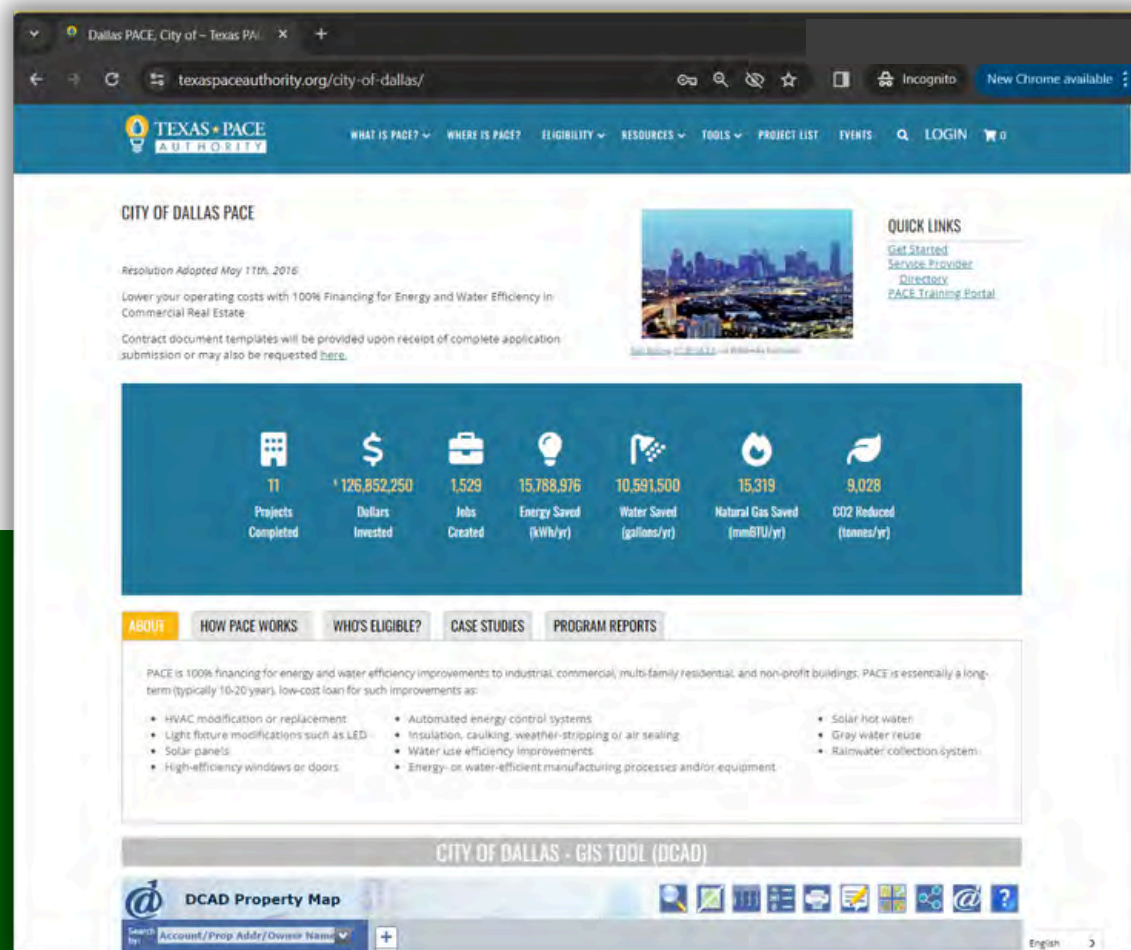 Dallas PACE, City of – Texas PA
texaspaceauthority.org/city-of-dallas/
Incognito
New Chrome available
TEXAS PACE
AUTHORITY
WHAT IS PACE?
WHERE IS PACE?
ELIGIBILITY
RESOURCES
TOOLS
PROJECT LIST
EVENTS
LOGIN
0
CITY OF DALLAS PACE
Resolution Adopted May 11th, 2016
Lower your operating costs with 100% Financing for Energy and Water Efficiency in
Commercial Real Estate
Contract document templates will be provided upon receipt of complete application
submission or may also be requested here.
QUICK LINKS
Get Started
Service Provider
Directory
PACE Training Portal
11
Projects
Completed
$126,852,250
Dollars
Invested
1,529
Jobs
Created
15,788,976
Energy Saved
(kWh/yr)
10,591,500
Water Saved
(gallons/yr)
15,319
Natural Gas Saved
(mmBTU/yr)
9,028
CO2 Reduced
(tonnes/yr)
ABOUT
HOW PACE WORKS
WHO'S ELIGIBLE?
CASE STUDIES
PROGRAM REPORTS
PACE is 100% financing for energy and water efficiency improvements to industrial, commercial, multi-family residential, and non-profit buildings. PACE is essentially a long-
term (typically 10-20 year), low-cost loan for such improvements as:
• HVAC modification or replacement
• Light fixture modifications such as LED
• Solar panels
• High-efficiency windows or doors
• Automated energy control systems
• Insulation, caulking, weather-stripping or air sealing
• Water use efficiency improvements
• Energy- or water-efficient manufacturing processes and/or equipment
• Solar hot water
• Gray water reuse
• Rainwater collection system
CITY OF DALLAS - GIS TOOL (DCAD)
DCAD Property Map
Search by:
Account/Prop Addr/Owner Name
English